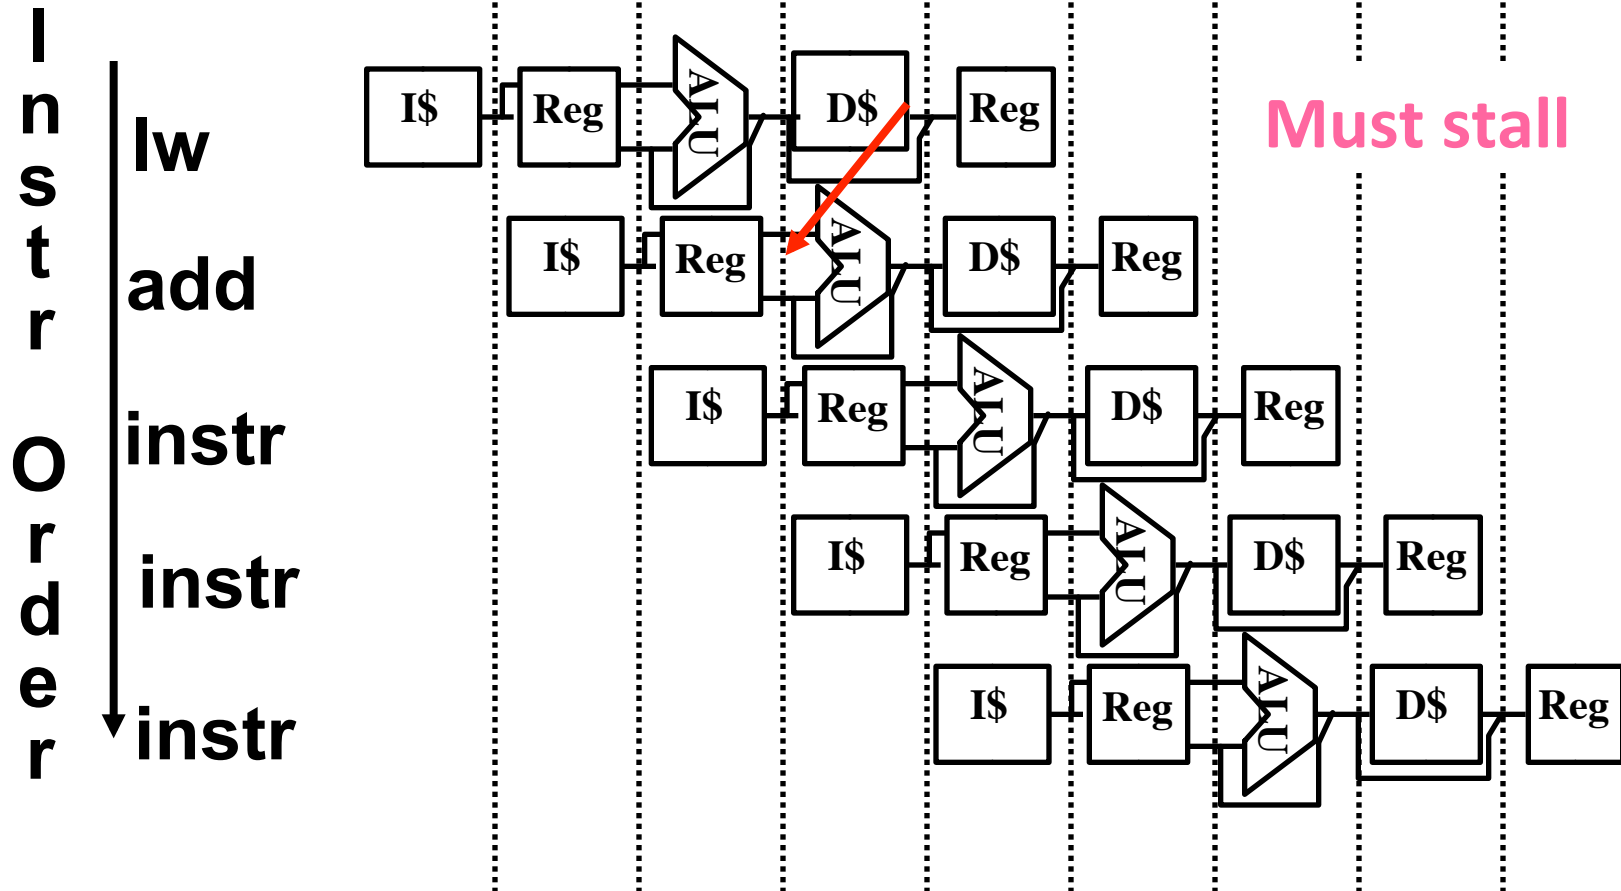 Instr Order
Must stall
lw
I$ Reg ALU D$ Reg
add
I$ Reg ALU D$ Reg
instr
I$ Reg ALU D$ Reg
instr
I$ Reg ALU D$ Reg
instr
I$ Reg ALU D$ Reg